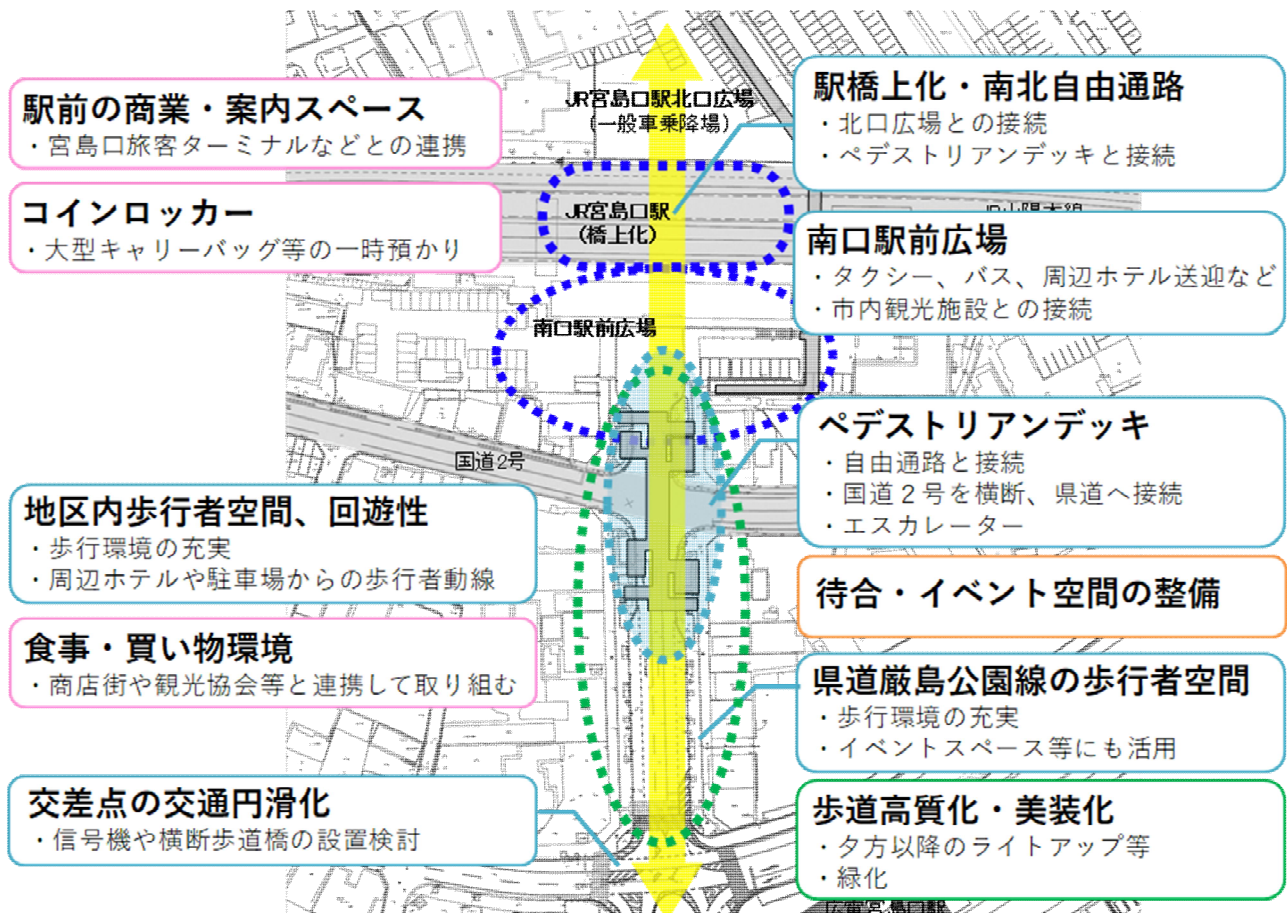 駅前の商業・案内スペース
・宮島口旅客ターミナルなどとの連携
コインロッカー
・大型キャリーバッグ等の一時預かり
地区内歩行者空間、回遊性
・歩行環境の充実
・周辺ホテルや駐車場からの歩行者動線
食事・買い物環境
・商店街や観光協会等と連携して取り組む
交差点の交通円滑化
・信号機や横断歩道橋の設置検討
JR宮島口駅北口広場
(一般車乗降場)
JR宮島口駅
(橋上化)
JR山陽本線
南口駅前広場
国道2号
広電宮島口駅
駅橋上化・南北自由通路
・北口広場との接続
・ペデストリアンデッキと接続
南口駅前広場
・タクシー、バス、周辺ホテル送迎など
・市内観光施設との接続
ペデストリアンデッキ
・自由通路と接続
・国道２号を横断、県道へ接続
・エスカレーター
待合・イベント空間の整備
県道厳島公園線の歩行者空間
・歩行環境の充実
・イベントスペース等にも活用
歩道高質化・美装化
・夕方以降のライトアップ等
・緑化